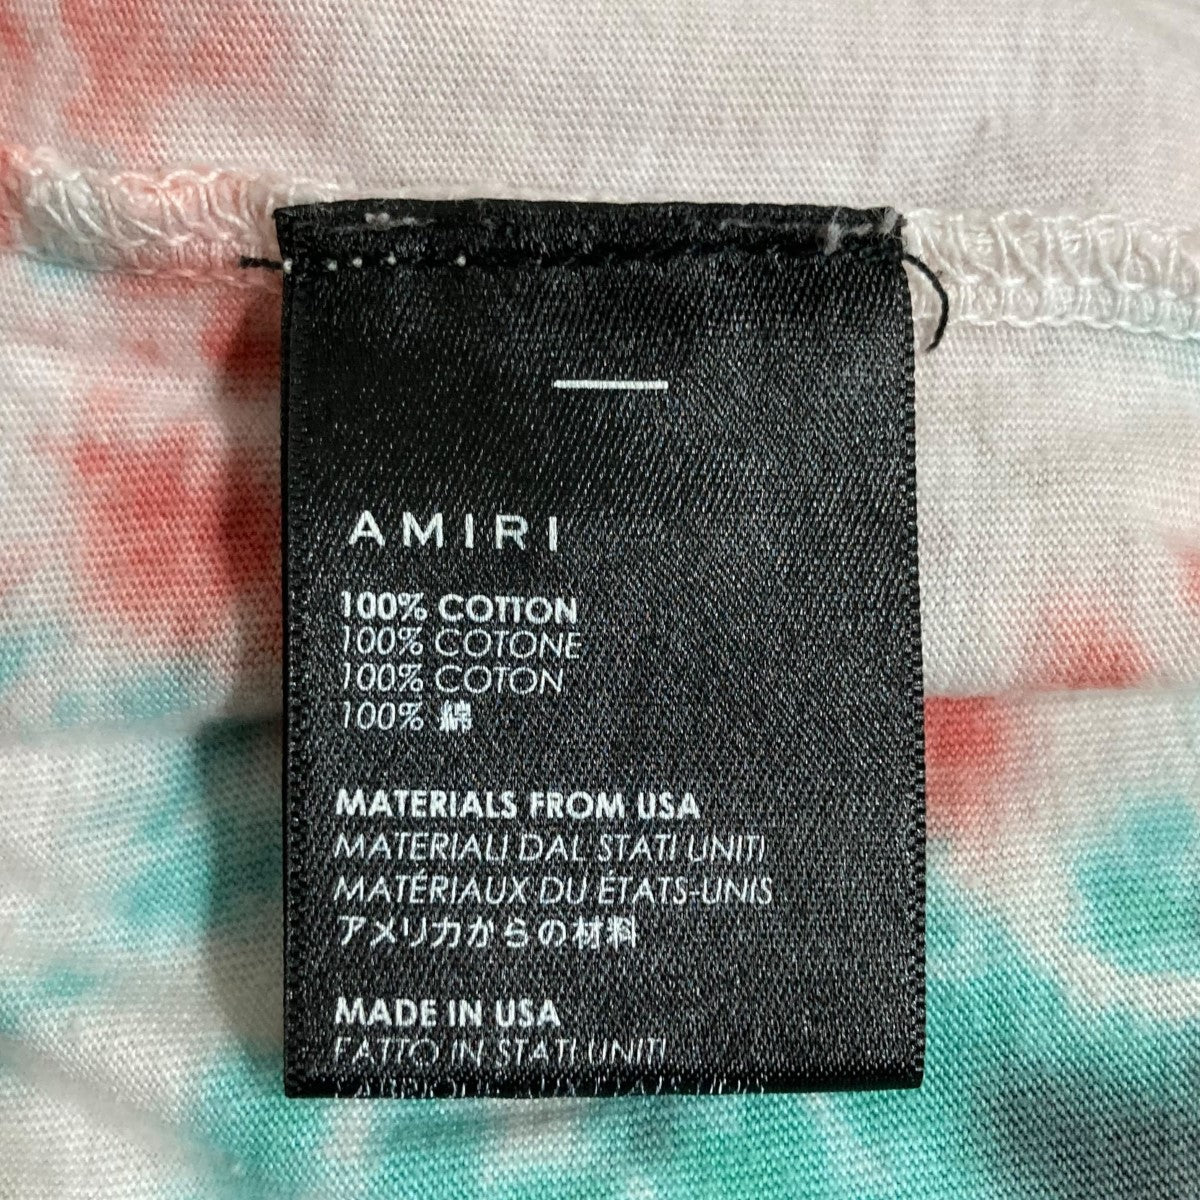 AMIRI
100% COTTON
100% COTONE
100% COTON
100% 綿
MATERIALS FROM USA
MATERIALI DAL STATI UNITI
MATÉRIAUX DU ÉTATS-UNIS
アメリカからの材料
MADE IN USA
FATTO IN STATI UNITI